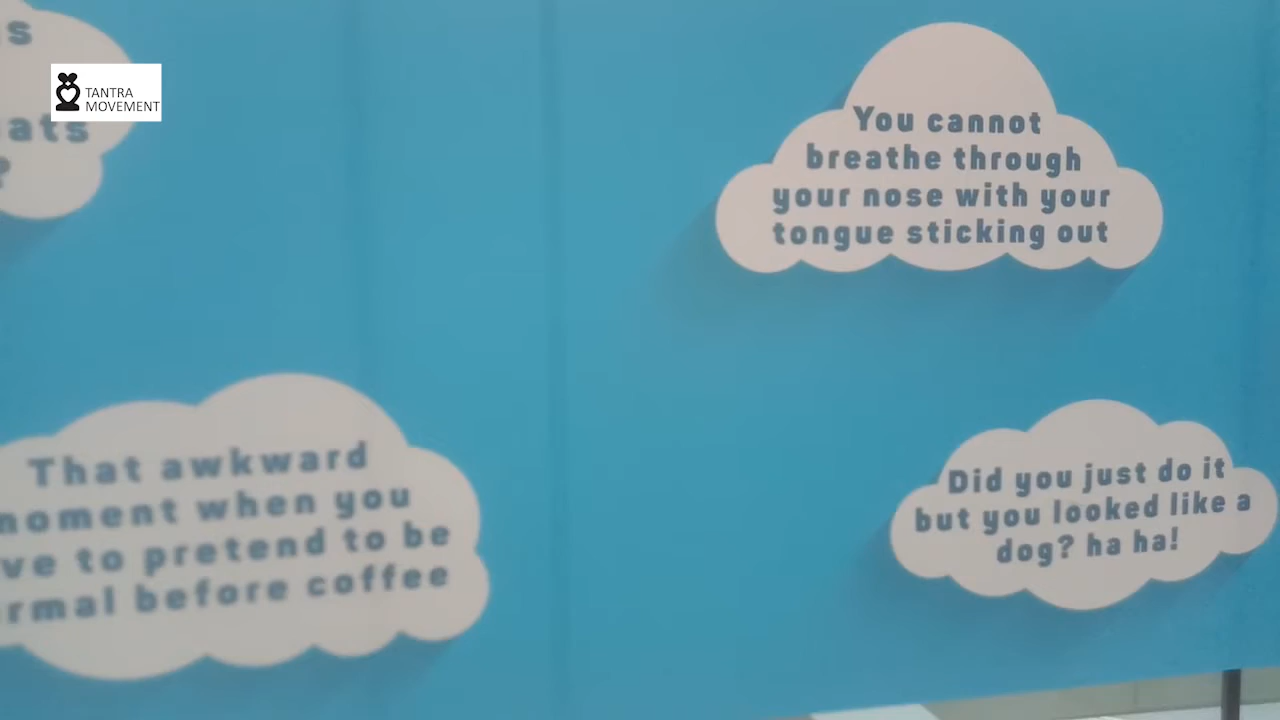 TANTRA
MOVEMENT
You cannot
breathe through
your nose with your
tongue sticking out
That awkward
when you
to pretend to be
before coffee
Did you just do it
but you looked like a
dog? ha ha!